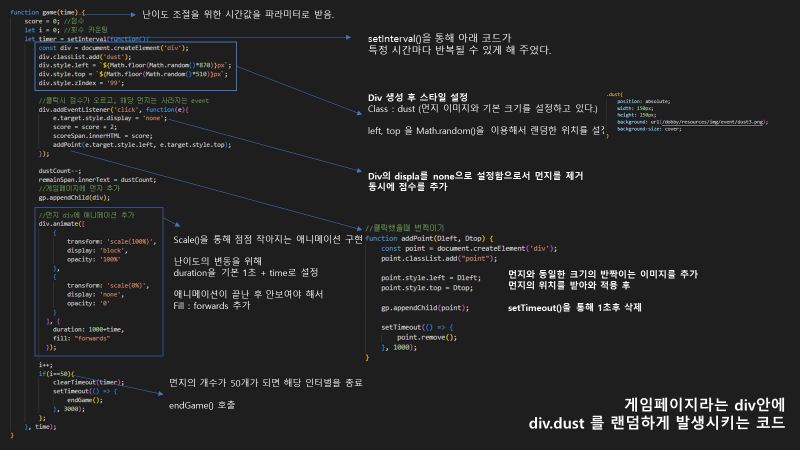 function game(time) {
score = 0; //점수
let i = 0; //횟수 카운팅
let timer = setInterval(function(){
const div = document.createElement('div');
div.classList.add('dust');
div.style.left = `${Math.floor(Math.random()*870)}px`;
div.style.top = `${Math.floor(Math.random()*510)}px`;
div.style.zIndex = '99';
//클릭시 점수가 오르고, 해당 먼지는 사라지는 event
div.addEventListener('click', function(e){
e.target.style.display = 'none';
score = score + 2;
scoreSpan.innerHTML = score;
addPoint(e.target.style.left, e.target.style.top);
});
dustCount--;
remainSpan.innerText = dustCount;
//게임페이지에 먼지 추가
gp.appendChild(div);
//먼지 div에 애니메이션 추가
div.animate([
{
transform: 'scale(100%)',
display: 'block',
opacity: '100%'
},
{
transform: 'scale(0%)',
display: 'none',
opacity: '0'
}
], {
duration: 1000+time,
fill: "forwards"
});
i++;
if(i==50){
clearTimeout(timer);
setTimeout(() => {
endGame();
}, 3000);
};
}, time);
}
난이도 조절을 위한 시간값을 파라미터로 받음.
setInterval()을 통해 아래 코드가
특정 시간마다 반복될 수 있게 해 주었다.
Div 생성 후 스타일 설정
Class : dust (먼지 이미지와 기본 크기를 설정하고 있다.)
left, top 을 Math.random()을 이용해서 랜덤한 위치를 설정
.dust{
position: absolute;
width: 150px;
height: 150px;
background: url(/dobby/resources/img/event/dust3.png);
background-size: cover;
}
Div의 displa를 none으로 설정함으로서 먼지를 제거
동시에 점수를 추가
Scale()을 통해 점점 작아지는 애니메이션 구현
난이도의 변동을 위해
duration을 기본 1초 + time로 설정
애니메이션이 끝난 후 안보여야 해서
Fill : forwards 추가
//클릭했을때 반짝이기
function addPoint(Dleft, Dtop) {
const point = document.createElement('div');
point.classList.add("point");
point.style.left = Dleft;
point.style.top = Dtop;
gp.appendChild(point);
setTimeout(() => {
point.remove();
}, 1000);
}
먼지와 동일한 크기의 반짝이는 이미지를 추가
먼지의 위치를 받아와 적용 후
setTimeout()을 통해 1초후 삭제
먼지의 개수가 50개가 되면 해당 인터벌을 종료
endGame() 호출
게임페이지라는 div안에
div.dust 를 랜덤하게 발생시키는 코드